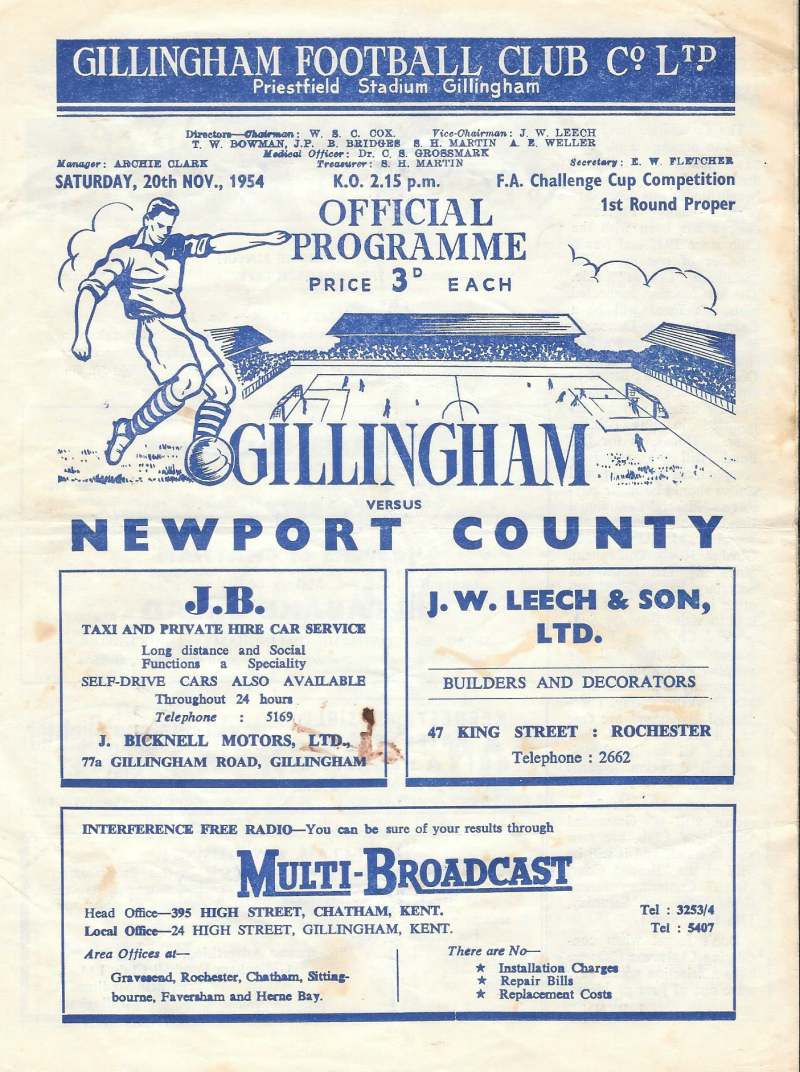 GILLINGHAM FOOTBALL CLUB Co LTD
Priestfield Stadium Gillingham
Directors—Chairman: W. S. C. COX. Vice-Chairman: J. W. LEECH
T. W. BOWMAN, J.P. B. BRIDGES S. H. MARTIN A. E. WELLER
Medical Officer: Dr. C. S. GROSSMARK
Manager: ARCHIE CLARK Treasurer: S. H. MARTIN Secretary: E. W. FLETCHER
SATURDAY, 20th NOV., 1954 K.O. 2.15 p.m. F.A. Challenge Cup Competition
1st Round Proper
OFFICIAL
PROGRAMME
PRICE 3D EACH
GILLINGHAM
VERSUS
NEWPORT COUNTY
J.B.
TAXI AND PRIVATE HIRE CAR SERVICE
Long distance and Social
Functions a Speciality
SELF-DRIVE CARS ALSO AVAILABLE
Throughout 24 hours
Telephone : 5169
J. BICKNELL MOTORS, LTD.,
77a GILLINGHAM ROAD, GILLINGHAM
J. W. LEECH & SON,
LTD.
BUILDERS AND DECORATORS
47 KING STREET : ROCHESTER
Telephone : 2662
INTERFERENCE FREE RADIO—You can be sure of your results through
MULTI-BROADCAST
Head Office—395 HIGH STREET, CHATHAM, KENT. Tel : 3253/4
Local Office—24 HIGH STREET, GILLINGHAM, KENT. Tel : 5407
Area Offices at—
Gravesend, Rochester, Chatham, Sitting-
bourne, Faversham and Herne Bay.
There are No—
★ Installation Charges
★ Repair Bills
★ Replacement Costs